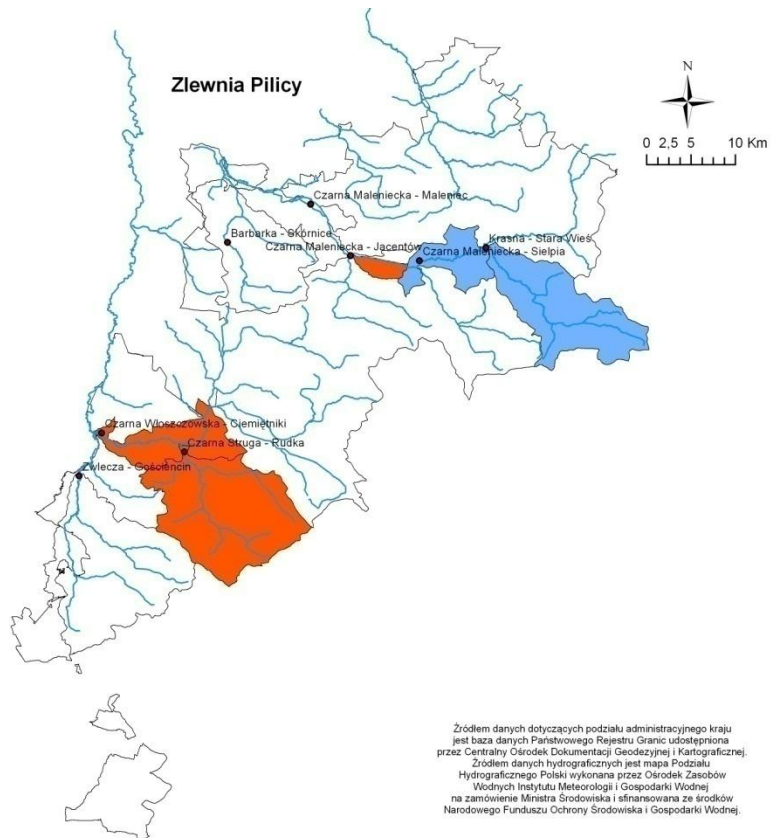 Zlewnia Pilicy
N
0 2,5 5 10 Km
Czarna Maleniecka - Maleniec
Barbarka - Skórnice
Krasna - Stara Wieś
Czarna Maleniecka - Jacentów
Czarna Maleniecka - Sielpia
Czarna Włoszczowska - Ciemiętniki
Czarna Struga - Rudka
Zwlecza - Gościencin
Źródłem danych dotyczących podziału administracyjnego kraju
jest baza danych Państwowego Rejestru Granic udostępniona
przez Centralny Ośrodek Dokumentacji Geodezyjnej i Kartograficznej.
Źródłem danych hydrograficznych jest mapa Podziału
Hydrograficznego Polski wykonana przez Ośrodek Zasobów
Wodnych Instytutu Meteorologii i Gospodarki Wodnej
na zamówienie Ministra Środowiska i sfinansowana ze środków
Narodowego Funduszu Ochrony Środowiska i Gospodarki Wodnej.